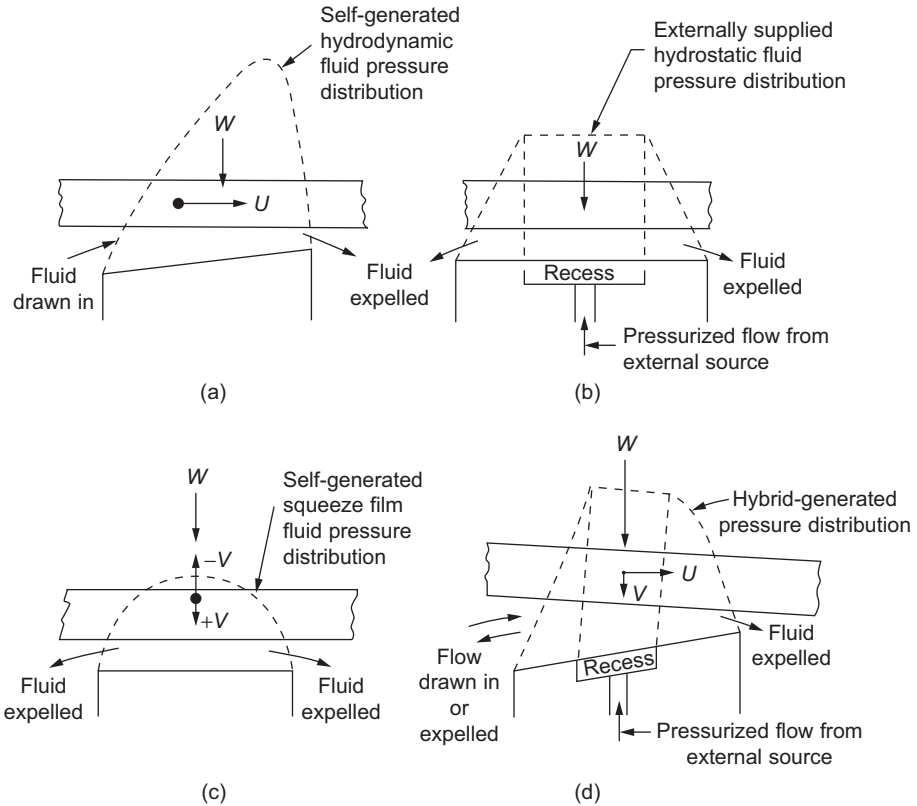 Self-generated
hydrodynamic
fluid pressure
distribution
W
U
Fluid
drawn in
Fluid
expelled
(a)
Externally supplied
hydrostatic fluid
pressure distribution
W
Recess
Fluid
expelled
Pressurized flow from
external source
(b)
W
Self-generated
squeeze film
fluid pressure
distribution
−V
+V
Fluid
expelled
Fluid
expelled
(c)
W
Hybrid-generated
pressure distribution
U
V
Flow
drawn in
or
expelled
Recess
Fluid
expelled
Pressurized flow from
external source
(d)